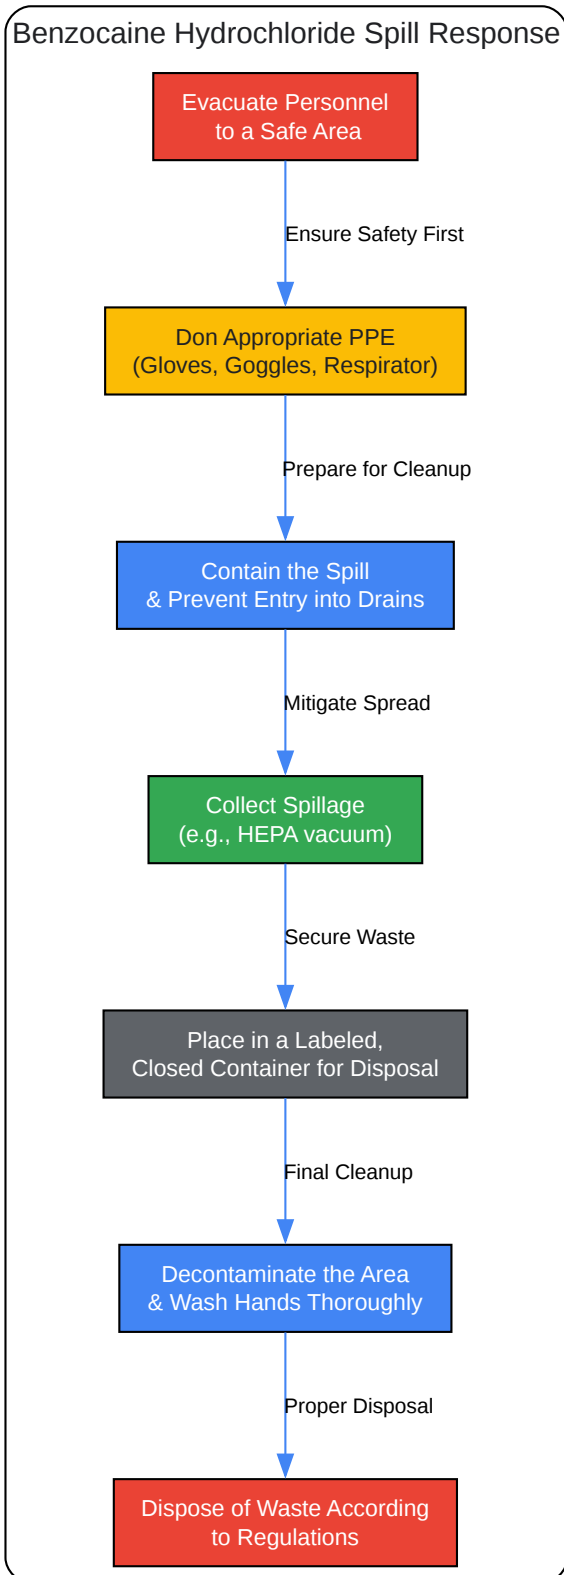 Benzocaine Hydrochloride Spill Response
Evacuate Personnel
to a Safe Area
Ensure Safety First
Don Appropriate PPE
(Gloves, Goggles, Respirator)
Prepare for Cleanup
Contain the Spill
& Prevent Entry into Drains
Mitigate Spread
Collect Spillage
(e.g., HEPA vacuum)
Secure Waste
Place in a Labeled,
Closed Container for Disposal
Final Cleanup
Decontaminate the Area
& Wash Hands Thoroughly
Proper Disposal
Dispose of Waste According
to Regulations